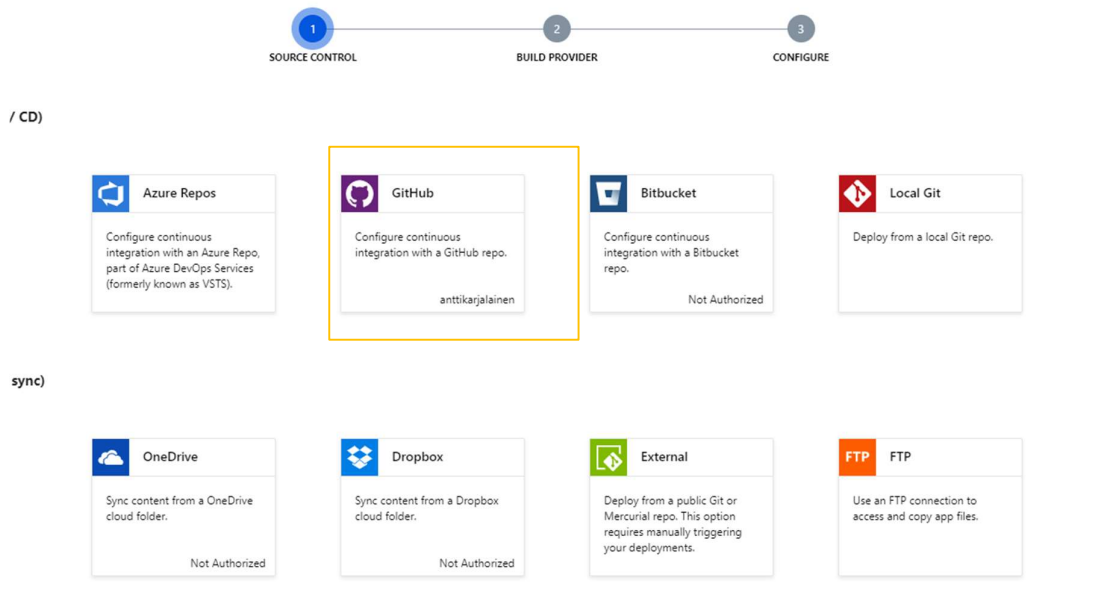 1
2
3
SOURCE CONTROL
BUILD PROVIDER
CONFIGURE
/ CD)
Azure Repos
Configure continuous
integration with an Azure Repo,
part of Azure DevOps Services
(formerly known as VSTS).
GitHub
Configure continuous
integration with a GitHub repo.
anttikarjalainen
Bitbucket
Configure continuous
integration with a Bitbucket
repo.
Not Authorized
Local Git
Deploy from a local Git repo.
sync)
OneDrive
Sync content from a OneDrive
cloud folder.
Not Authorized
Dropbox
Sync content from a Dropbox
cloud folder.
Not Authorized
External
Deploy from a public Git or
Mercurial repo. This option
requires manually triggering
your deployments.
FTP
FTP
Use an FTP connection to
access and copy app files.